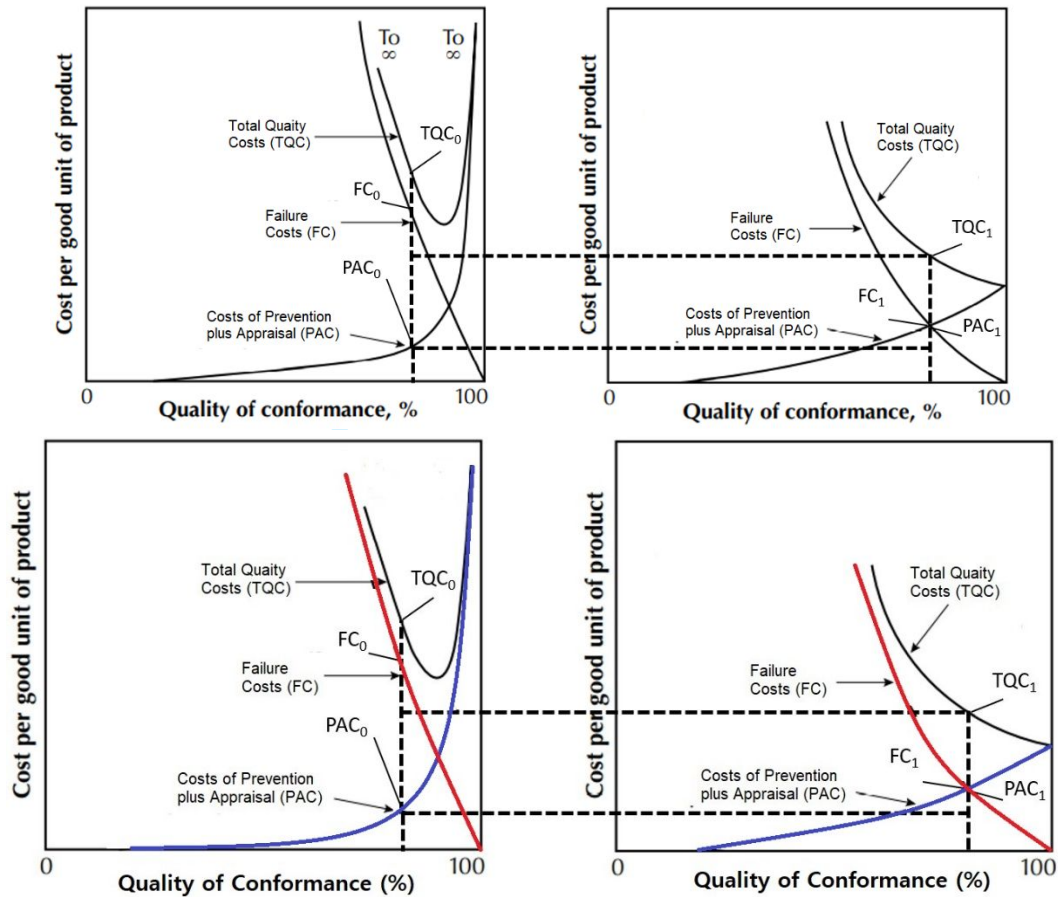 Cost per good unit of product
To
∞
To
∞
Total Quaity
Costs (TQC)
TQC0
FC0
Failure
Costs (FC)
PAC0
Costs of Prevention
plus Appraisal (PAC)
0
100
Quality of conformance, %
Cost per good unit of product
Total Quaity
Costs (TQC)
Failure
Costs (FC)
TQC1
FC1
Costs of Prevention
plus Appraisal (PAC)
PAC1
0
100
Quality of conformance, %
Cost per good unit of product
Total Quaity
Costs (TQC)
TQC0
FC0
Failure
Costs (FC)
PAC0
Costs of Prevention
plus Appraisal (PAC)
0
100
Quality of Conformance (%)
Cost per good unit of product
Total Quaity
Costs (TQC)
Failure
Costs (FC)
TQC1
FC1
Costs of Prevention
plus Appraisal (PAC)
PAC1
0
100
Quality of Conformance (%)